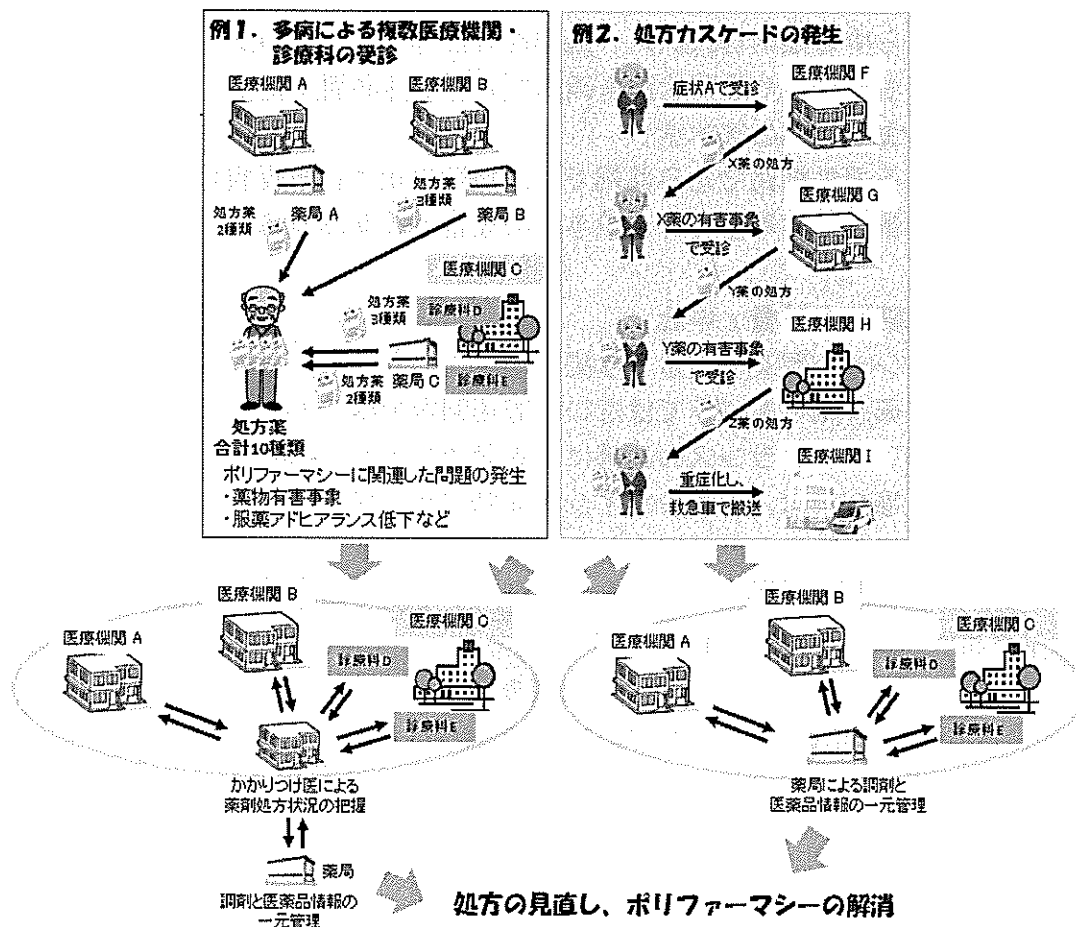 例1. 多病による複数医療機関・
診療科の受診
医療機関 A
医療機関 B
処方薬
2種類
薬局 A
処方薬
3種類
薬局 B
医療機関 C
処方薬
3種類
診療科D
処方薬
2種類
薬局 C
診療科E
処方薬
合計10種類
ポリファーマシーに関連した問題の発生
・薬物有害事象
・服薬アドヒアランス低下など
例2. 処方カスケードの発生
症状Aで受診
医療機関 F
X薬の処方
医療機関 G
X薬の有害事象
で受診
Y薬の処方
医療機関 H
Y薬の有害事象
で受診
Z薬の処方
医療機関 I
重症化し、
救急車で搬送
医療機関 B
医療機関 A
医療機関 C
診療科D
診療科E
かかりつけ医による
薬剤処方状況の把握
薬局
調剤と医薬品情報の
一元管理
医療機関 B
医療機関 A
医療機関 C
診療科D
診療科E
薬局による調剤と
医薬品情報の一元管理
処方の見直し、ポリファーマシーの解消